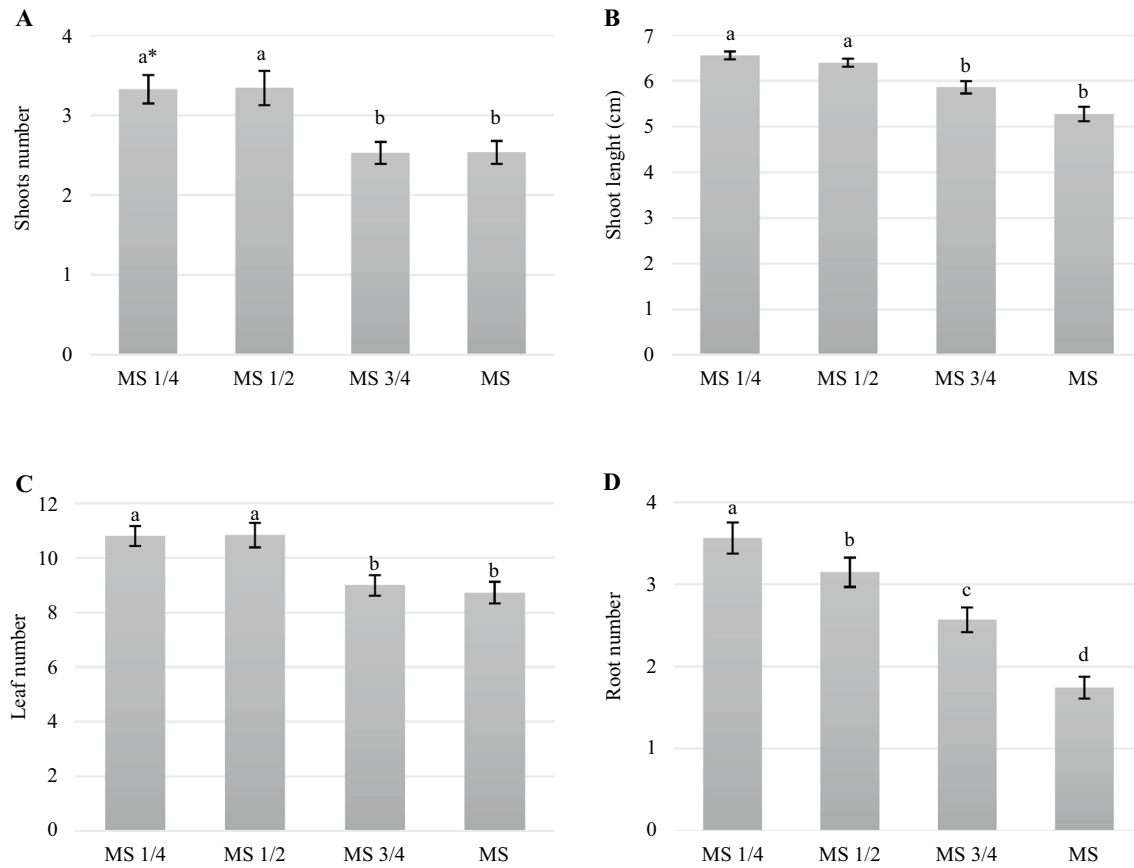 A
Shoots number
4
3
2
1
0
a*
a
b
b
MS 1/4
MS 1/2
MS 3/4
MS
B
Shoot lenght (cm)
7
6
5
4
3
2
1
0
a
a
b
b
MS 1/4
MS 1/2
MS 3/4
MS
C
Leaf number
12
10
8
6
4
2
0
a
a
b
b
MS 1/4
MS 1/2
MS 3/4
MS
D
Root number
4
3
2
1
0
a
b
c
d
MS 1/4
MS 1/2
MS 3/4
MS